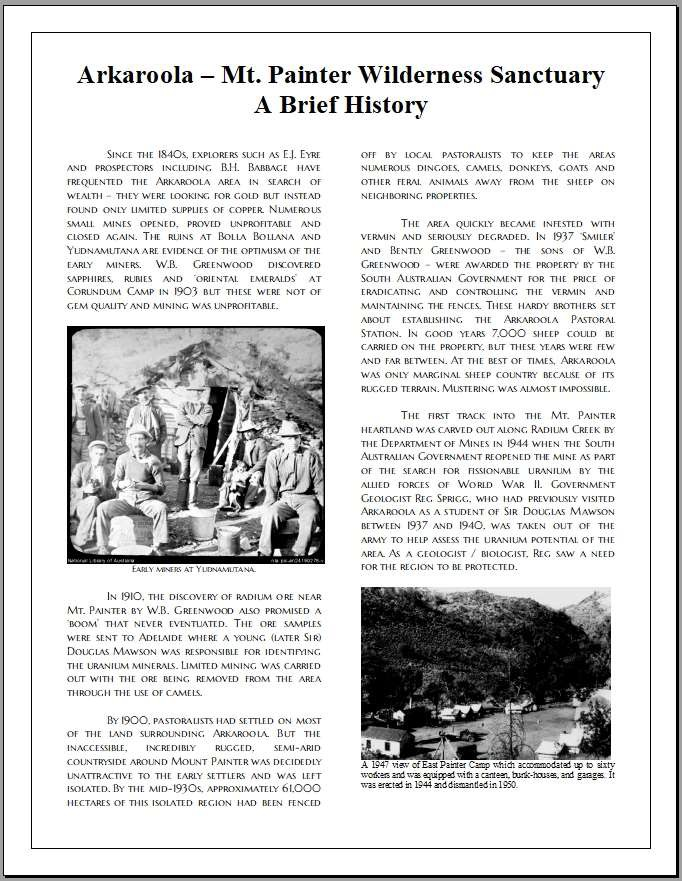 Arkaroola – Mt. Painter Wilderness Sanctuary
A Brief History
Since the 1840s, explorers such as E.J. Eyre
and prospectors including B.H. Babbage have
frequented the Arkaroola area in search of
wealth – they were looking for gold but instead
found only limited supplies of copper. Numerous
small mines opened, proved unprofitable and
closed again. The ruins at Bolla Bollana and
Yudnamutana are evidence of the optimism of the
early miners. W.B. Greenwood discovered
sapphires, rubies and 'oriental emeralds' at
Corundum Camp in 1903 but these were not of
gem quality and mining was unprofitable.
National Library of Australia
Early miners at Yudnamutana.
In 1910, the discovery of radium ore near
Mt. Painter by W.B. Greenwood also promised a
'boom' that never eventuated. The ore samples
were sent to Adelaide where a young (later Sir)
Douglas Mawson was responsible for identifying
the uranium minerals. Limited mining was carried
out with the ore being removed from the area
through the use of camels.
By 1900, pastoralists had settled on most
of the land surrounding Arkaroola. But the
inaccessible, incredibly rugged, semi-arid
countryside around Mount Painter was decidedly
unattractive to the early settlers and was left
isolated. By the mid-1930s, approximately 61,000
hectares of this isolated region had been fenced
off by local pastoralists to keep the areas
numerous dingoes, camels, donkeys, goats and
other feral animals away from the sheep on
neighboring properties.
The area quickly became infested with
vermin and seriously degraded. In 1937 'Smiler'
and Bently Greenwood – the sons of W.B.
Greenwood – were awarded the property by the
South Australian Government for the price of
eradicating and controlling the vermin and
maintaining the fences. These hardy brothers set
about establishing the Arkaroola Pastoral
Station. In good years 7,000 sheep could be
carried on the property, but these years were few
and far between. At the best of times, Arkaroola
was only marginal sheep country because of its
rugged terrain. Mustering was almost impossible.
The first track into the Mt. Painter
heartland was carved out along Radium Creek by
the Department of Mines in 1944 when the South
Australian Government reopened the mine as part
of the search for fissionable uranium by the
allied forces of World War II. Government
Geologist Reg Sprigg, who had previously visited
Arkaroola as a student of Sir Douglas Mawson
between 1937 and 1940, was taken out of the
army to help assess the uranium potential of the
area. As a geologist / biologist, Reg saw a need
for the region to be protected.
A 1947 view of East Painter Camp which accommodated up to sixty
workers and was equipped with a canteen, bunk-houses, and garages. It
was erected in 1944 and dismantled in 1950.